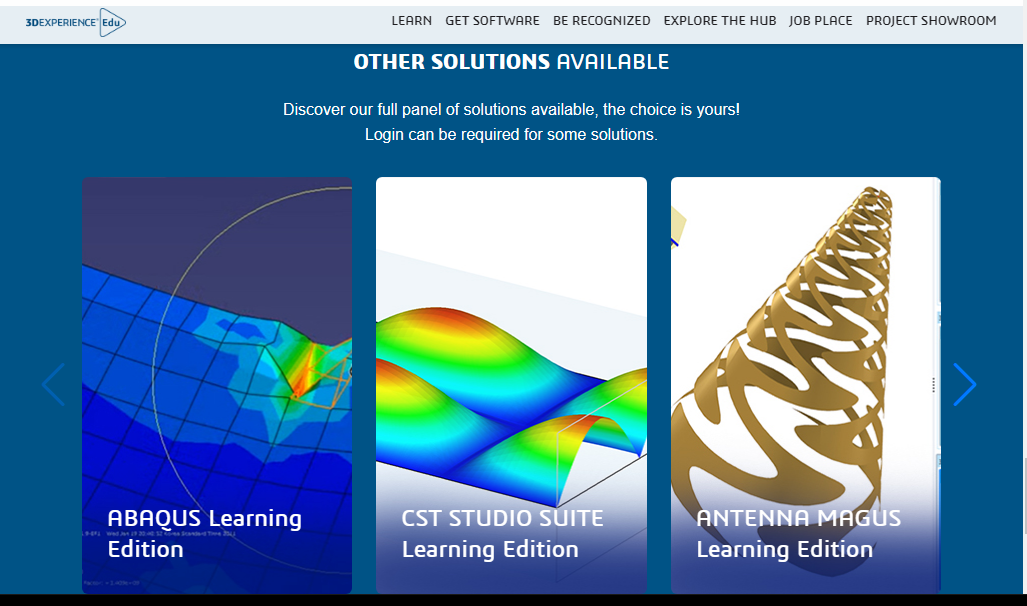 3DEXPERIENCE Edu
LEARN GET SOFTWARE BE RECOGNIZED EXPLORE THE HUB JOB PLACE PROJECT SHOWROOM
OTHER SOLUTIONS AVAILABLE
Discover our full panel of solutions available, the choice is yours!
Login can be required for some solutions.
ABAQUS Learning
Edition
CST STUDIO SUITE
Learning Edition
ANTENNA MAGUS
Learning Edition